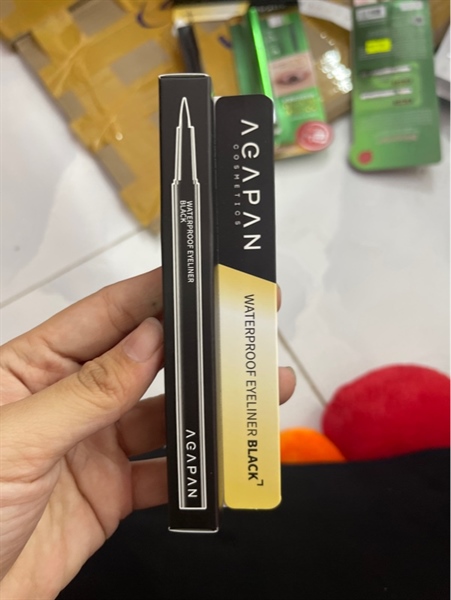 WATERPROOF EYELINER
BLACK
AGAPAN
AGAPAN
COSMETICS
WATERPROOF EYELINER BLACK